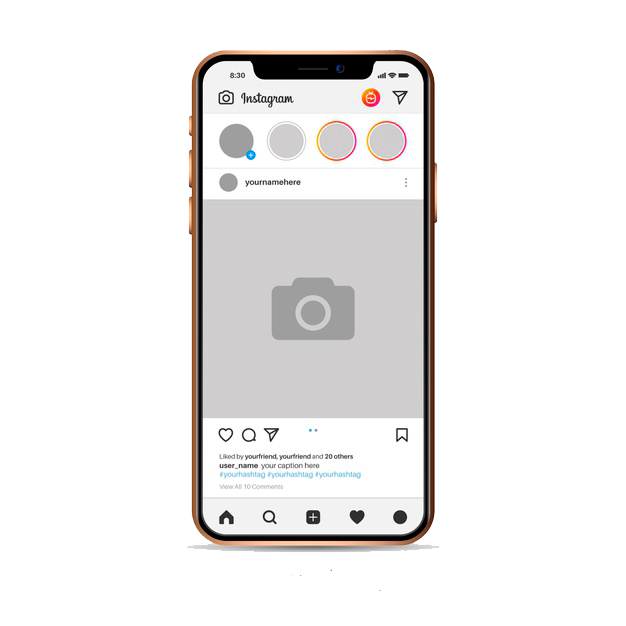 8:30
Instagram
yournamehere
Liked by yourfriend, yourfriend and 20 others
user_name your caption here
#yourhashtag #yourhashtag #yourhashtag
View All 10 Comments